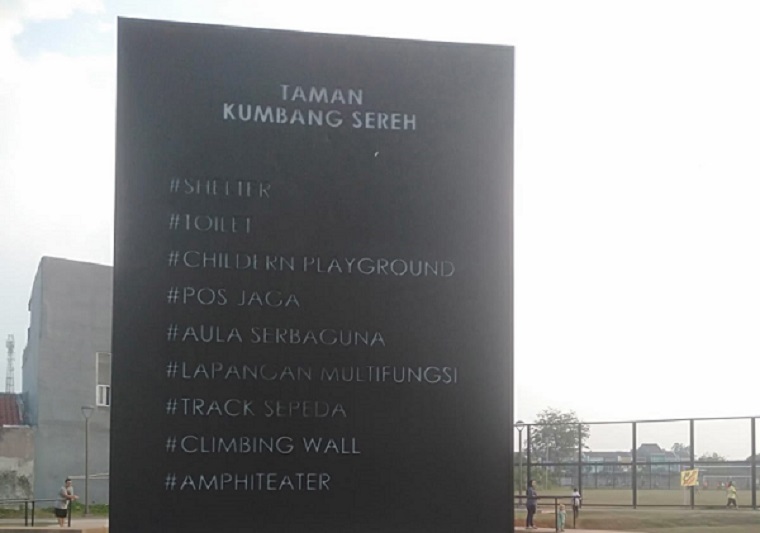 TAMAN
KUMBANG SEREH
#SHELTER
#TOILET
#CHILDERN PLAYGROUND
#POS JAGA
#AULA SERBAGUNA
#LAPANGAN MULTIFUNGSI
#TRACK SEPEDA
#CLIMBING WALL
#AMPHITEATER